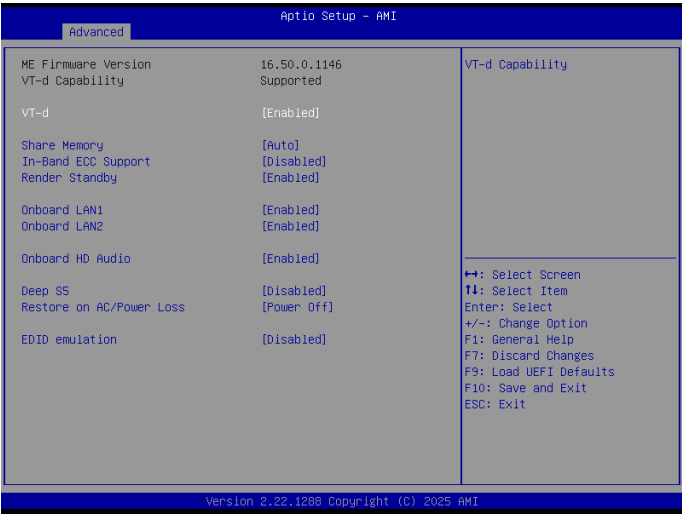 Aptio Setup – AMI
Advanced
ME Firmware Version 16.50.0.1146
VT-d Capability Supported
VT-d [Enabled]
Share Memory [Auto]
In-Band ECC Support [Disabled]
Render Standby [Enabled]
Onboard LAN1 [Enabled]
Onboard LAN2 [Enabled]
Onboard HD Audio [Enabled]
Deep S5 [Disabled]
Restore on AC/Power Loss [Power Off]
EDID emulation [Disabled]
VT-d Capability
↔: Select Screen
↑↓: Select Item
Enter: Select
+/-: Change Option
F1: General Help
F7: Discard Changes
F9: Load UEFI Defaults
F10: Save and Exit
ESC: Exit
Version 2.22.1288 Copyright (C) 2025 AMI